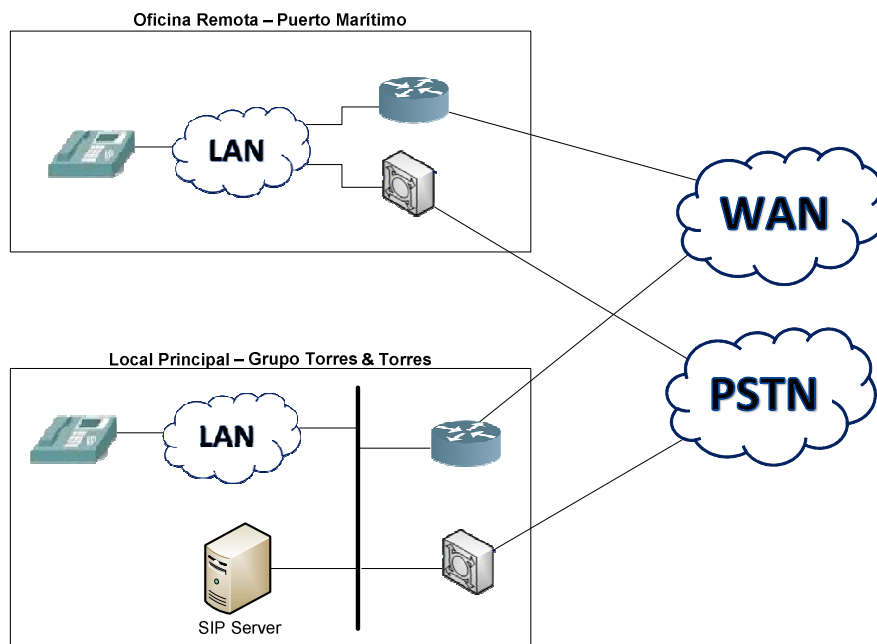 Oficina Remota – Puerto Marítimo
LAN
WAN
Local Principal – Grupo Torres & Torres
PSTN
LAN
SIP Server